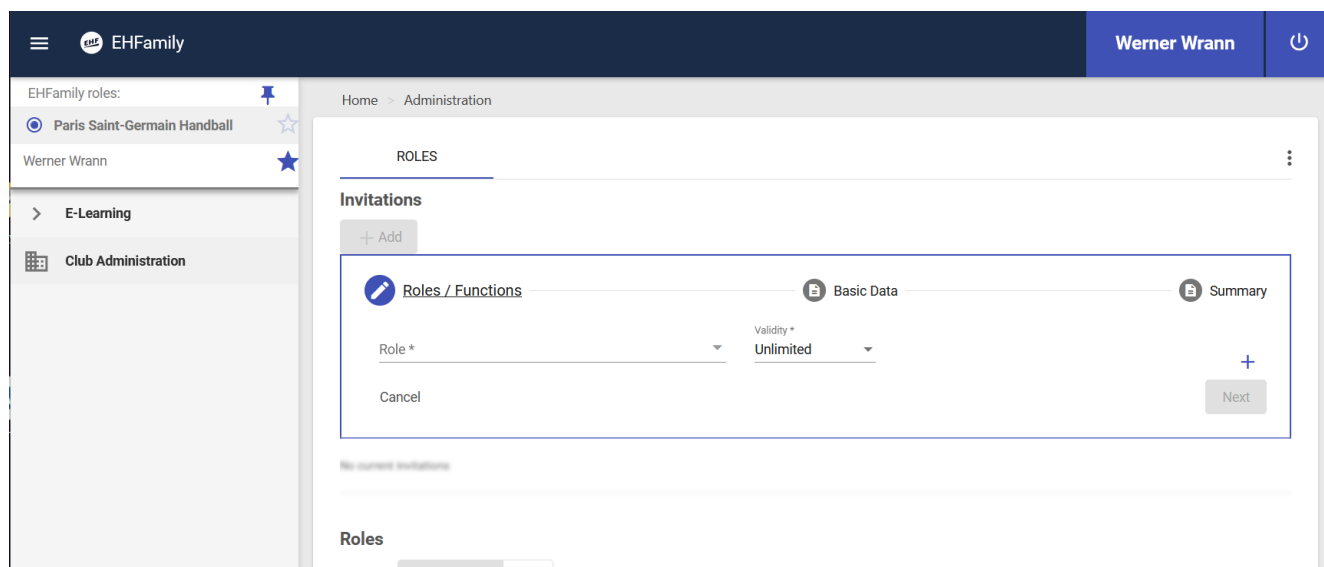 EHF EHFamily
Werner Wrann
EHFamily roles:
Paris Saint-Germain Handball
Werner Wrann
E-Learning
Club Administration
Home > Administration
ROLES
Invitations
+ Add
Roles / Functions
Basic Data
Summary
Role *
Validity *
Unlimited
+
Cancel
Next
No current invitations
Roles